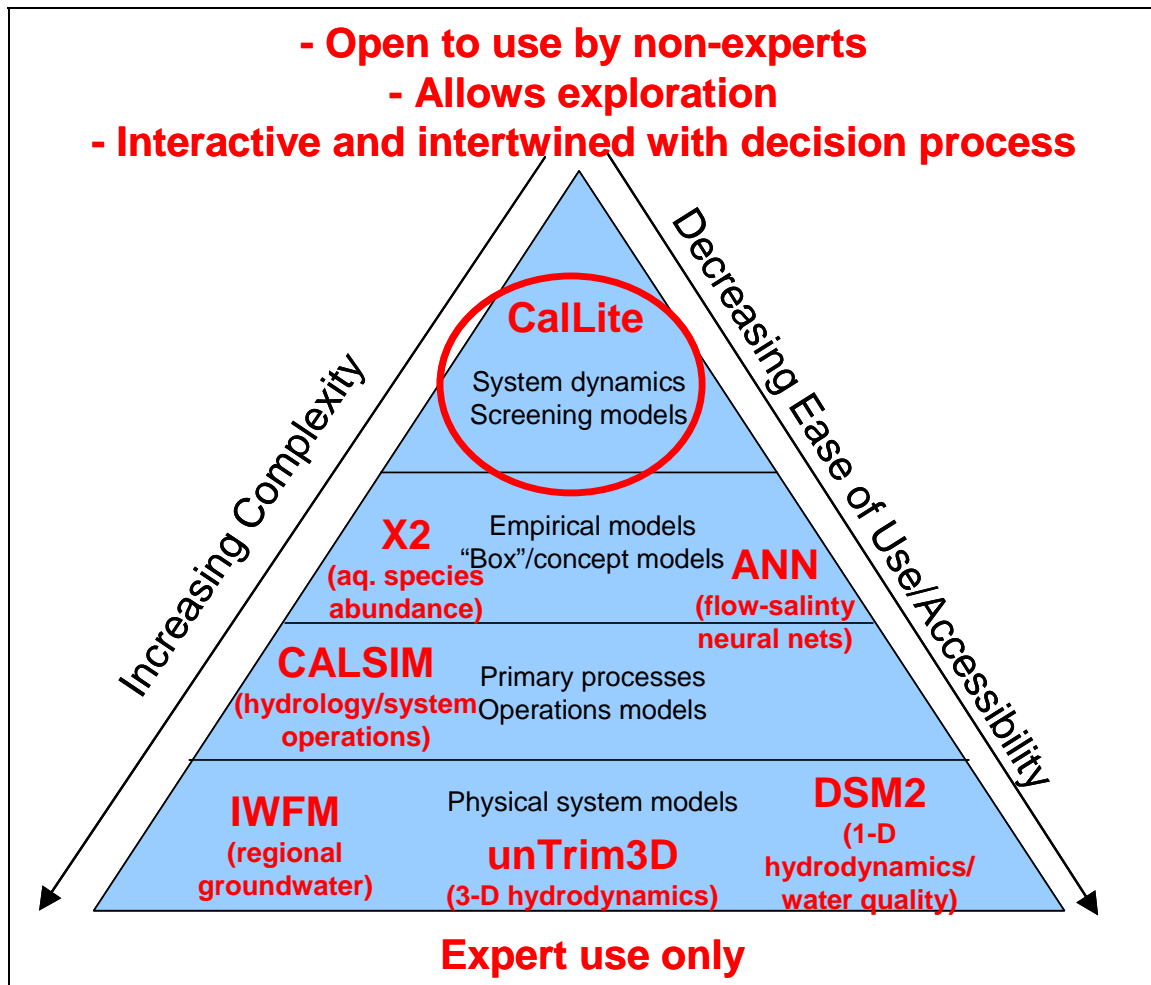 - Open to use by non-experts
- Allows exploration
- Interactive and intertwined with decision process
Increasing Complexity
Decreasing Ease of Use/Accessibility
CalLite
System dynamics
Screening models
Empirical models
“Box”/concept models
X2
(aq. species
abundance)
ANN
(flow-salinty
neural nets)
CALSIM
(hydrology/system
operations)
Primary processes
Operations models
Physical system models
IWFM
(regional
groundwater)
unTrim3D
(3-D hydrodynamics)
DSM2
(1-D
hydrodynamics/
water quality)
Expert use only